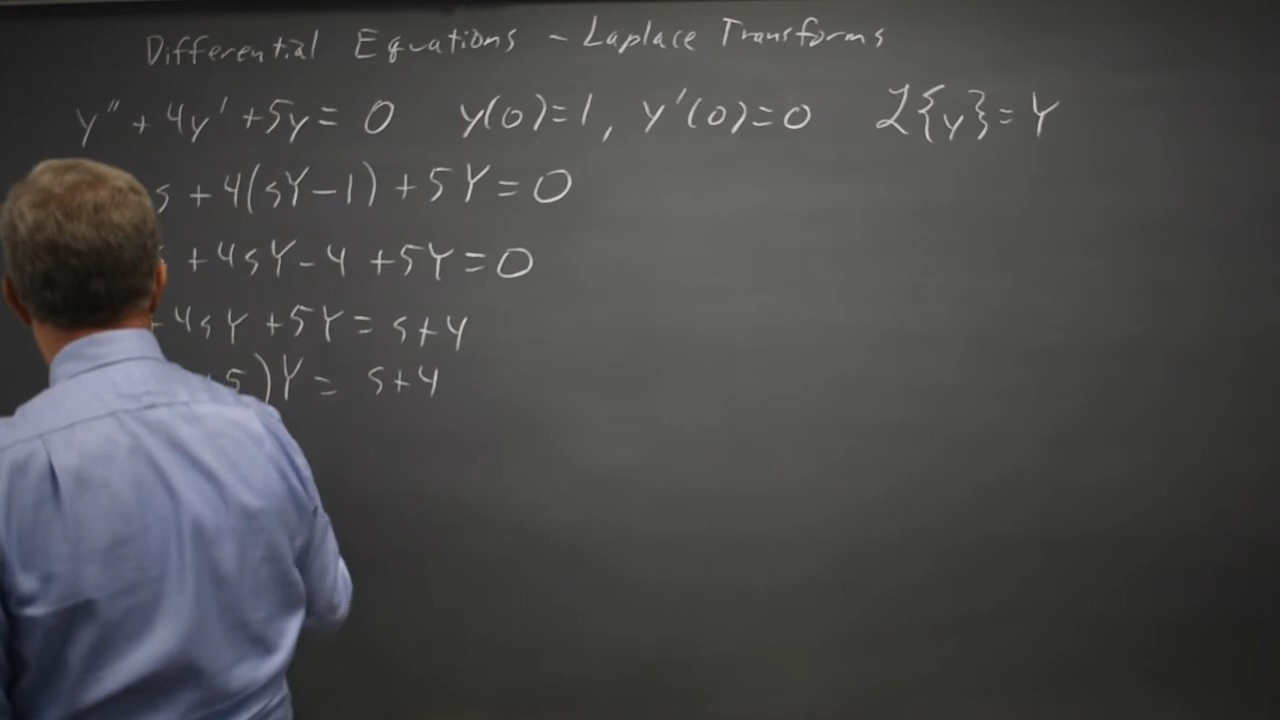 Differential Equations - Laplace Transforms
y" + 4y' + 5y = 0 y(0)=1, y'(0)=0 ℒ{y}=Y
s + 4(sY-1) + 5Y = 0
+4sY-4 +5Y=0
4sY +5Y = s+4
5)Y = s+4